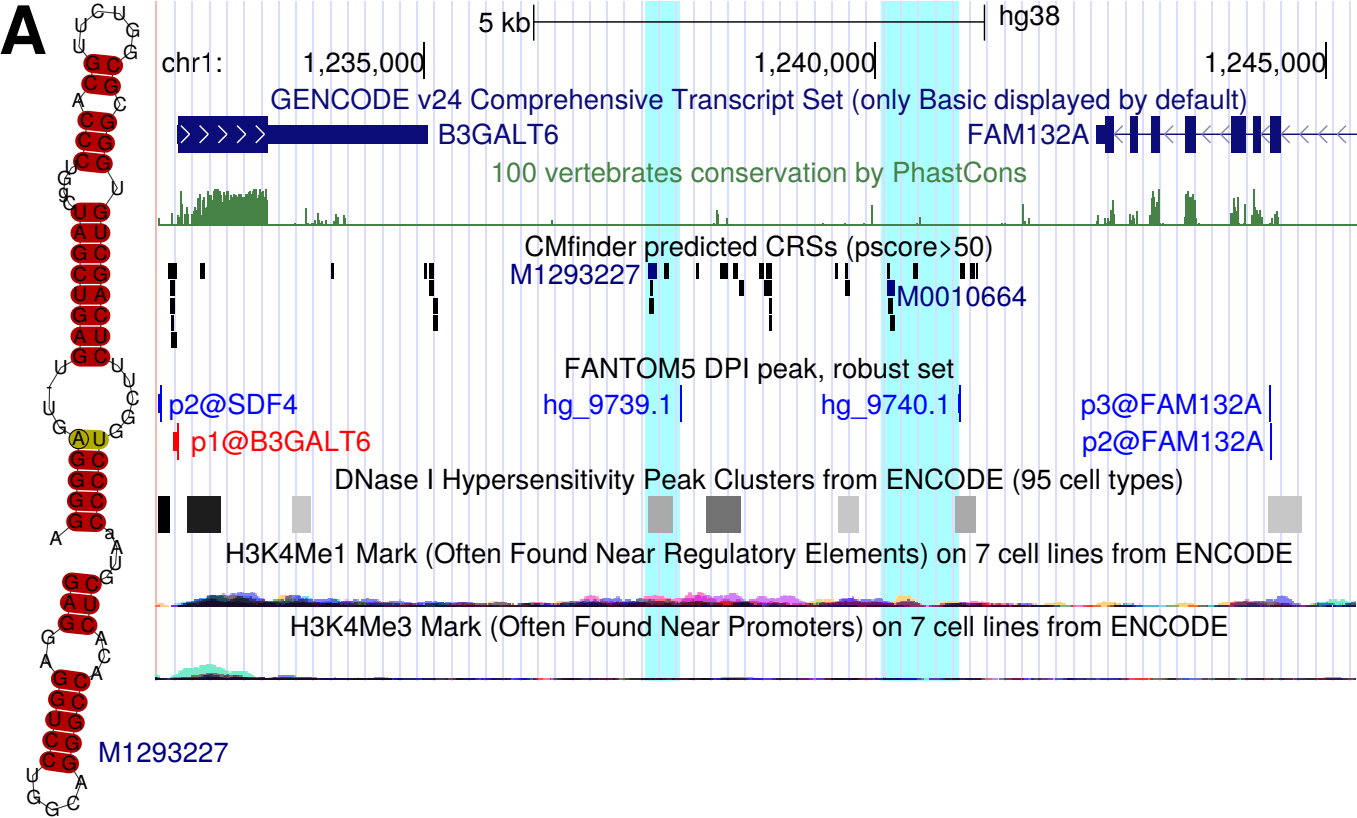 A
5 kb
hg38
chr1:
1,235,000
1,240,000
1,245,000
GENCODE v24 Comprehensive Transcript Set (only Basic displayed by default)
B3GALT6
FAM132A
100 vertebrates conservation by PhastCons
CMfinder predicted CRSs (pscore>50)
M1293227
M0010664
FANTOM5 DPI peak, robust set
p2@SDF4
hg_9739.1
hg_9740.1
p3@FAM132A
p1@B3GALT6
p2@FAM132A
DNase I Hypersensitivity Peak Clusters from ENCODE (95 cell types)
H3K4Me1 Mark (Often Found Near Regulatory Elements) on 7 cell lines from ENCODE
H3K4Me3 Mark (Often Found Near Promoters) on 7 cell lines from ENCODE
M1293227